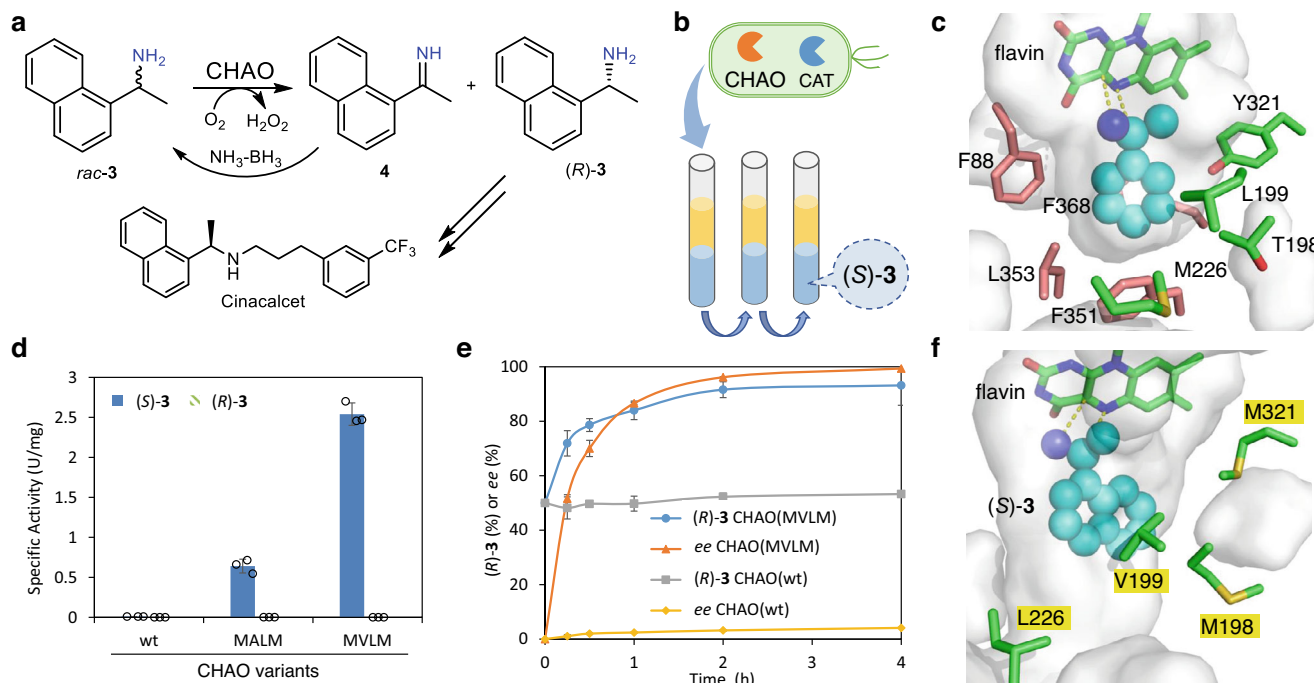 a
NH2
CHAO
O2
H2O2
NH3-BH3
rac-3
NH
+
4
NH2
(R)-3
N
H
CF3
Cinacalcet
b
CHAO
CAT
(S)-3
c
flavin
Y321
F88
F368
L199
T198
L353
M226
F351
d
Specific Activity (U/mg)
3
2.5
2
1.5
1
0.5
0
(S)-3
(R)-3
wt
MALM
MVLM
CHAO variants
e
(R)-3 (%) or ee (%)
100
80
60
40
20
0
(R)-3 CHAO(MVLM)
ee CHAO(MVLM)
(R)-3 CHAO(wt)
ee CHAO(wt)
0
1
2
3
4
Time (h)
f
flavin
M321
(S)-3
V199
M198
L226